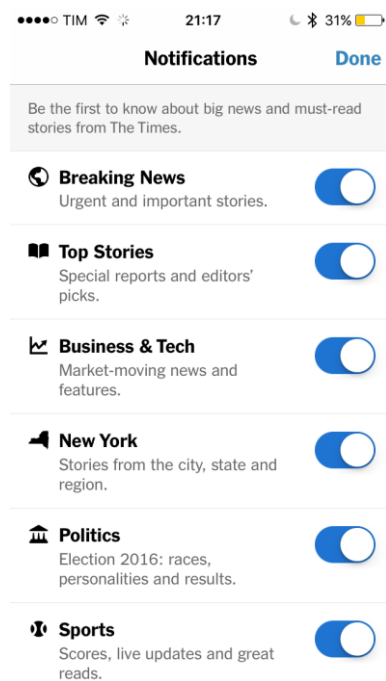 TIM 21:17 31%
Notifications Done
Be the first to know about big news and must-read
stories from The Times.
Breaking News
Urgent and important stories.
Top Stories
Special reports and editors’
picks.
Business & Tech
Market-moving news and
features.
New York
Stories from the city, state and
region.
Politics
Election 2016: races,
personalities and results.
Sports
Scores, live updates and great
reads.